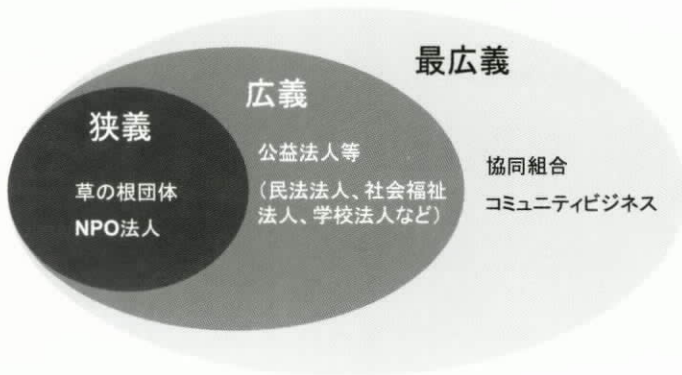 狭義
草の根団体
NPO法人
広義
公益法人等
（民法法人、社会福祉
法人、学校法人など）
最広義
協同組合
コミュニティビジネス